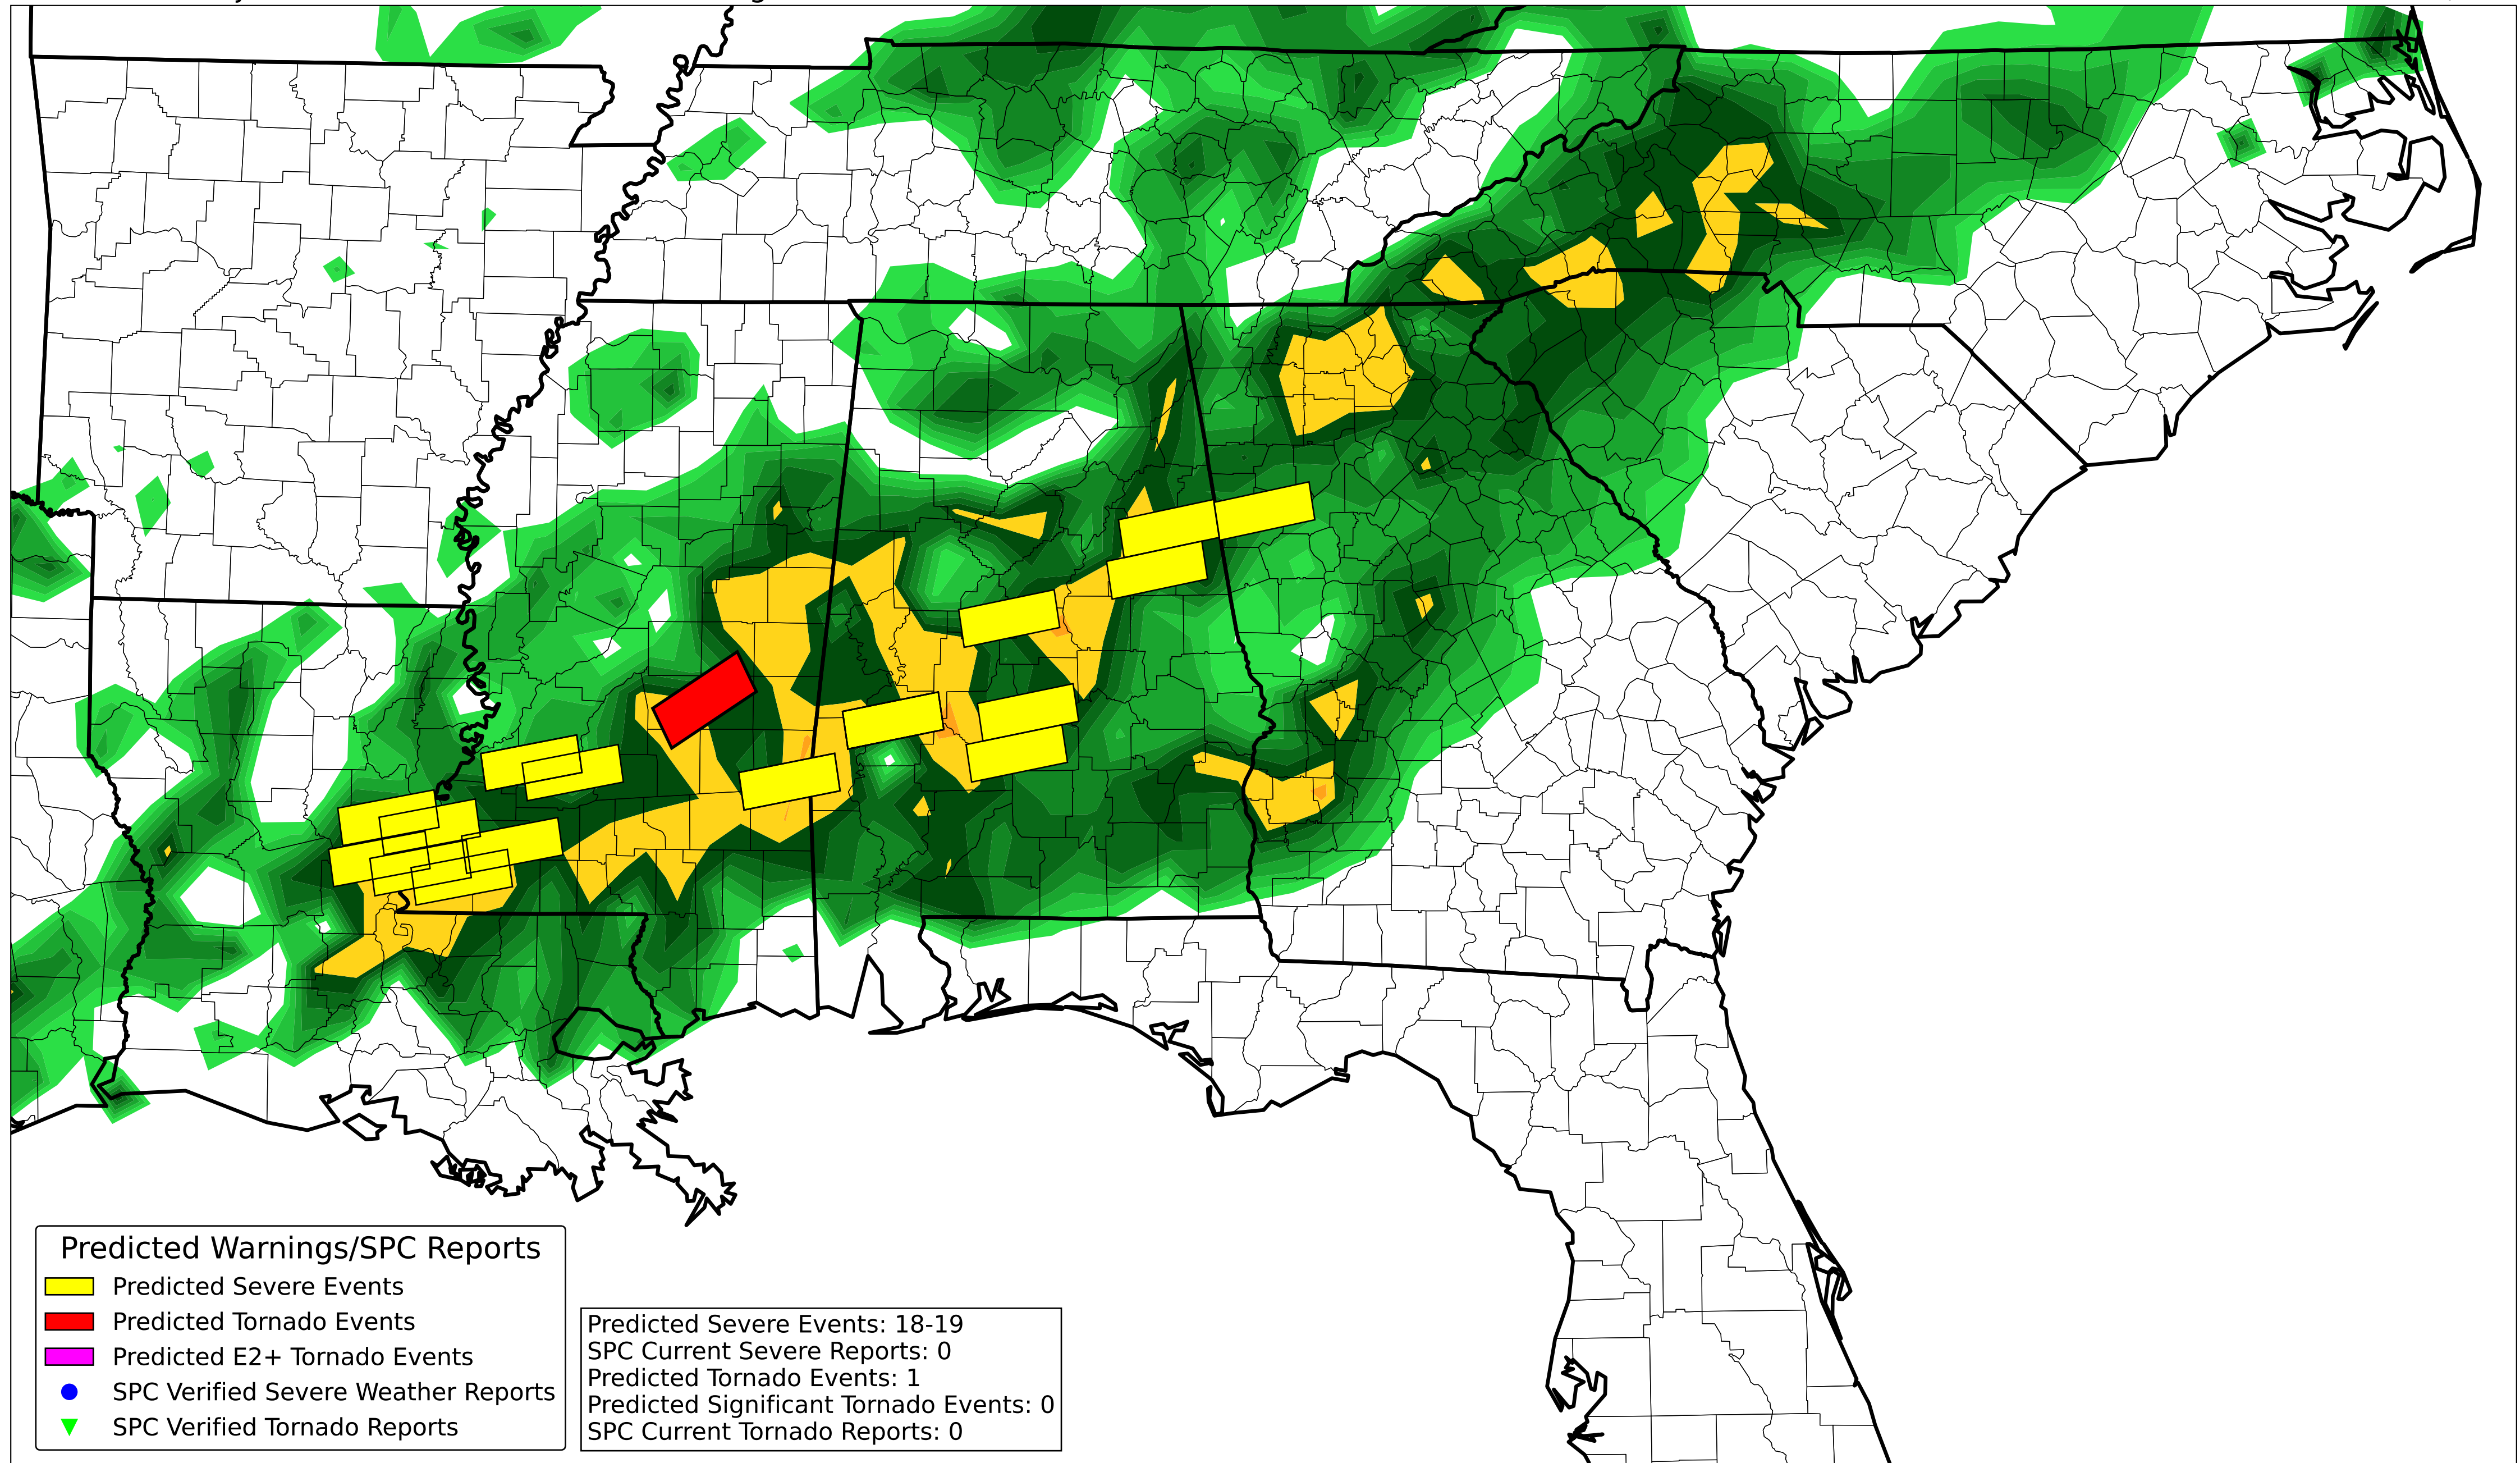 Predicted Warnings/SPC Reports
Predicted Severe Events
Predicted Tornado Events
Predicted E2+ Tornado Events
SPC Verified Severe Weather Reports
SPC Verified Tornado Reports
Predicted Severe Events: 18-19
SPC Current Severe Reports: 0
Predicted Tornado Events: 1
Predicted Significant Tornado Events: 0
SPC Current Tornado Reports: 0